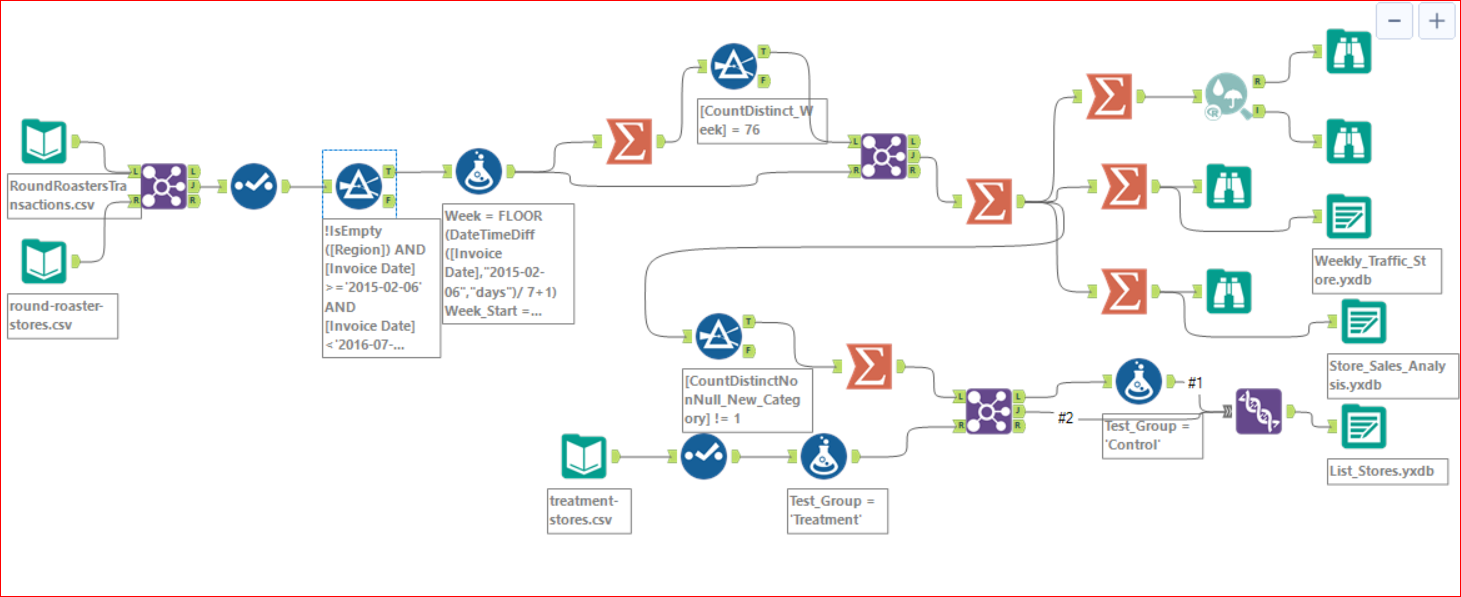 RoundRoastersTra
nsactions.csv
round-roaster-
stores.csv
L
R
L
J
R
!IsEmpty
([Region]) AND
[Invoice Date]
>='2015-02-06'
AND
[Invoice Date]
<'2016-07-...
T
F
Week = FLOOR
(DateTimeDiff
([Invoice
Date],"2015-02-
06","days")/ 7+1)
Week_Start =...
T
F
[CountDistinct_W
eek] = 76
L
R
L
J
R
R
R
I
Weekly_Traffic_St
ore.yxdb
Store_Sales_Analy
sis.yxdb
T
F
[CountDistinctNo
nNull_New_Categ
ory] != 1
treatment-
stores.csv
Test_Group =
'Treatment'
L
R
L
J
R
#1
#2
Test_Group =
'Control'
List_Stores.yxdb